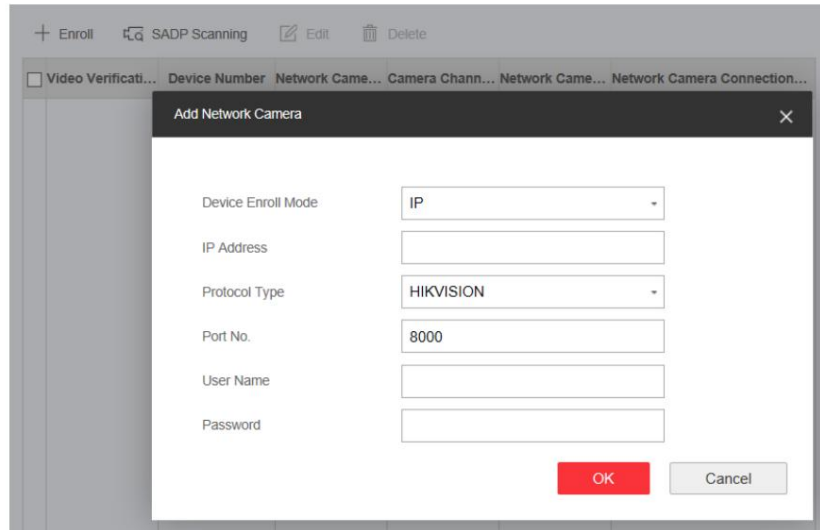 Enroll SADP Scanning Edit Delete
Video Verificati... Device Number Network Came... Camera Chann... Network Came... Network Camera Connection...
Add Network Camera
Device Enroll Mode IP
IP Address
Protocol Type HIKVISION
Port No. 8000
User Name
Password
OK Cancel